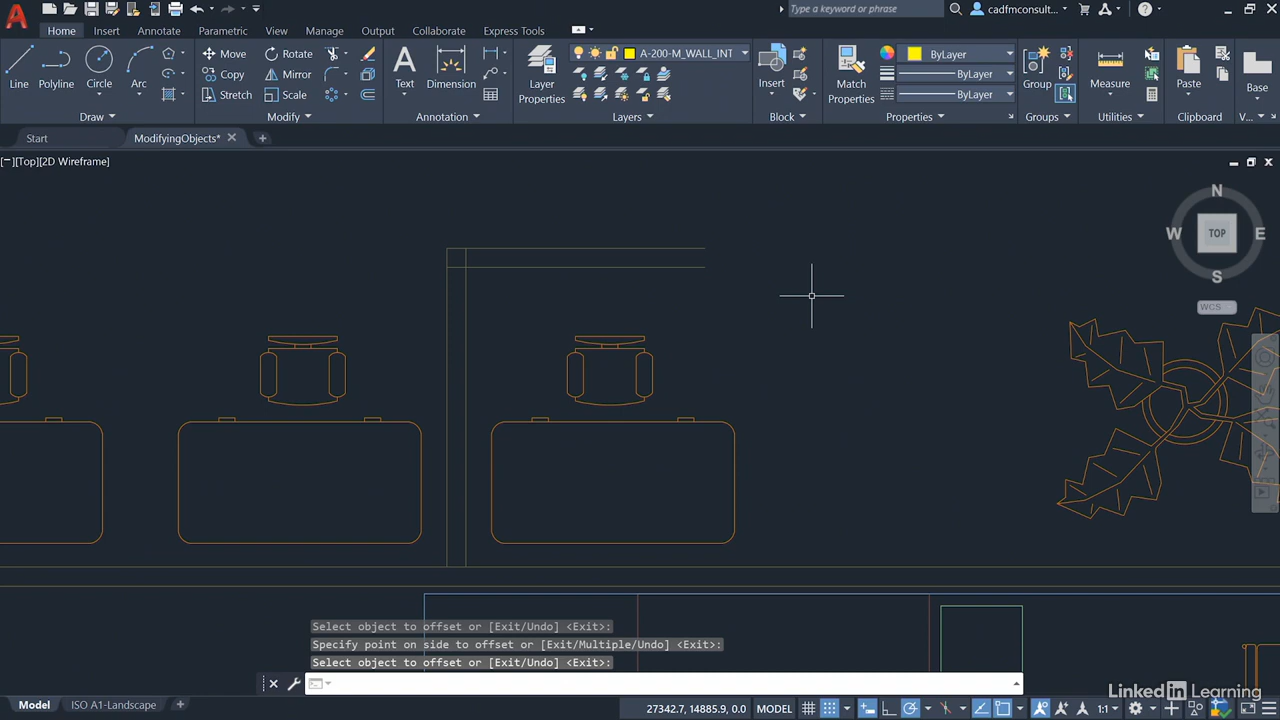 Type a keyword or phrase
cadfmconsult...
Home Insert Annotate Parametric View Manage Output Collaborate Express Tools
Line Polyline Circle Arc
Move Rotate
Copy Mirror
Stretch Scale
Text Dimension
Layer Properties
A-200-M_WALL_INT
Insert
Match Properties
ByLayer
ByLayer
ByLayer
Group
Measure
Paste
Base
Draw Modify Annotation Layers Block Properties Groups Utilities Clipboard V...
Start ModifyingObjects*
[−][Top][2D Wireframe]
N
W TOP E
S
WCS
Select object to offset or [Exit/Undo] <Exit>:
Specify point on side to offset or [Exit/Multiple/Undo] <Exit>:
Select object to offset or [Exit/Undo] <Exit>:
LinkedIn Learning
Model ISO A1-Landscape
27342.7, 14885.9, 0.0 MODEL 1:1